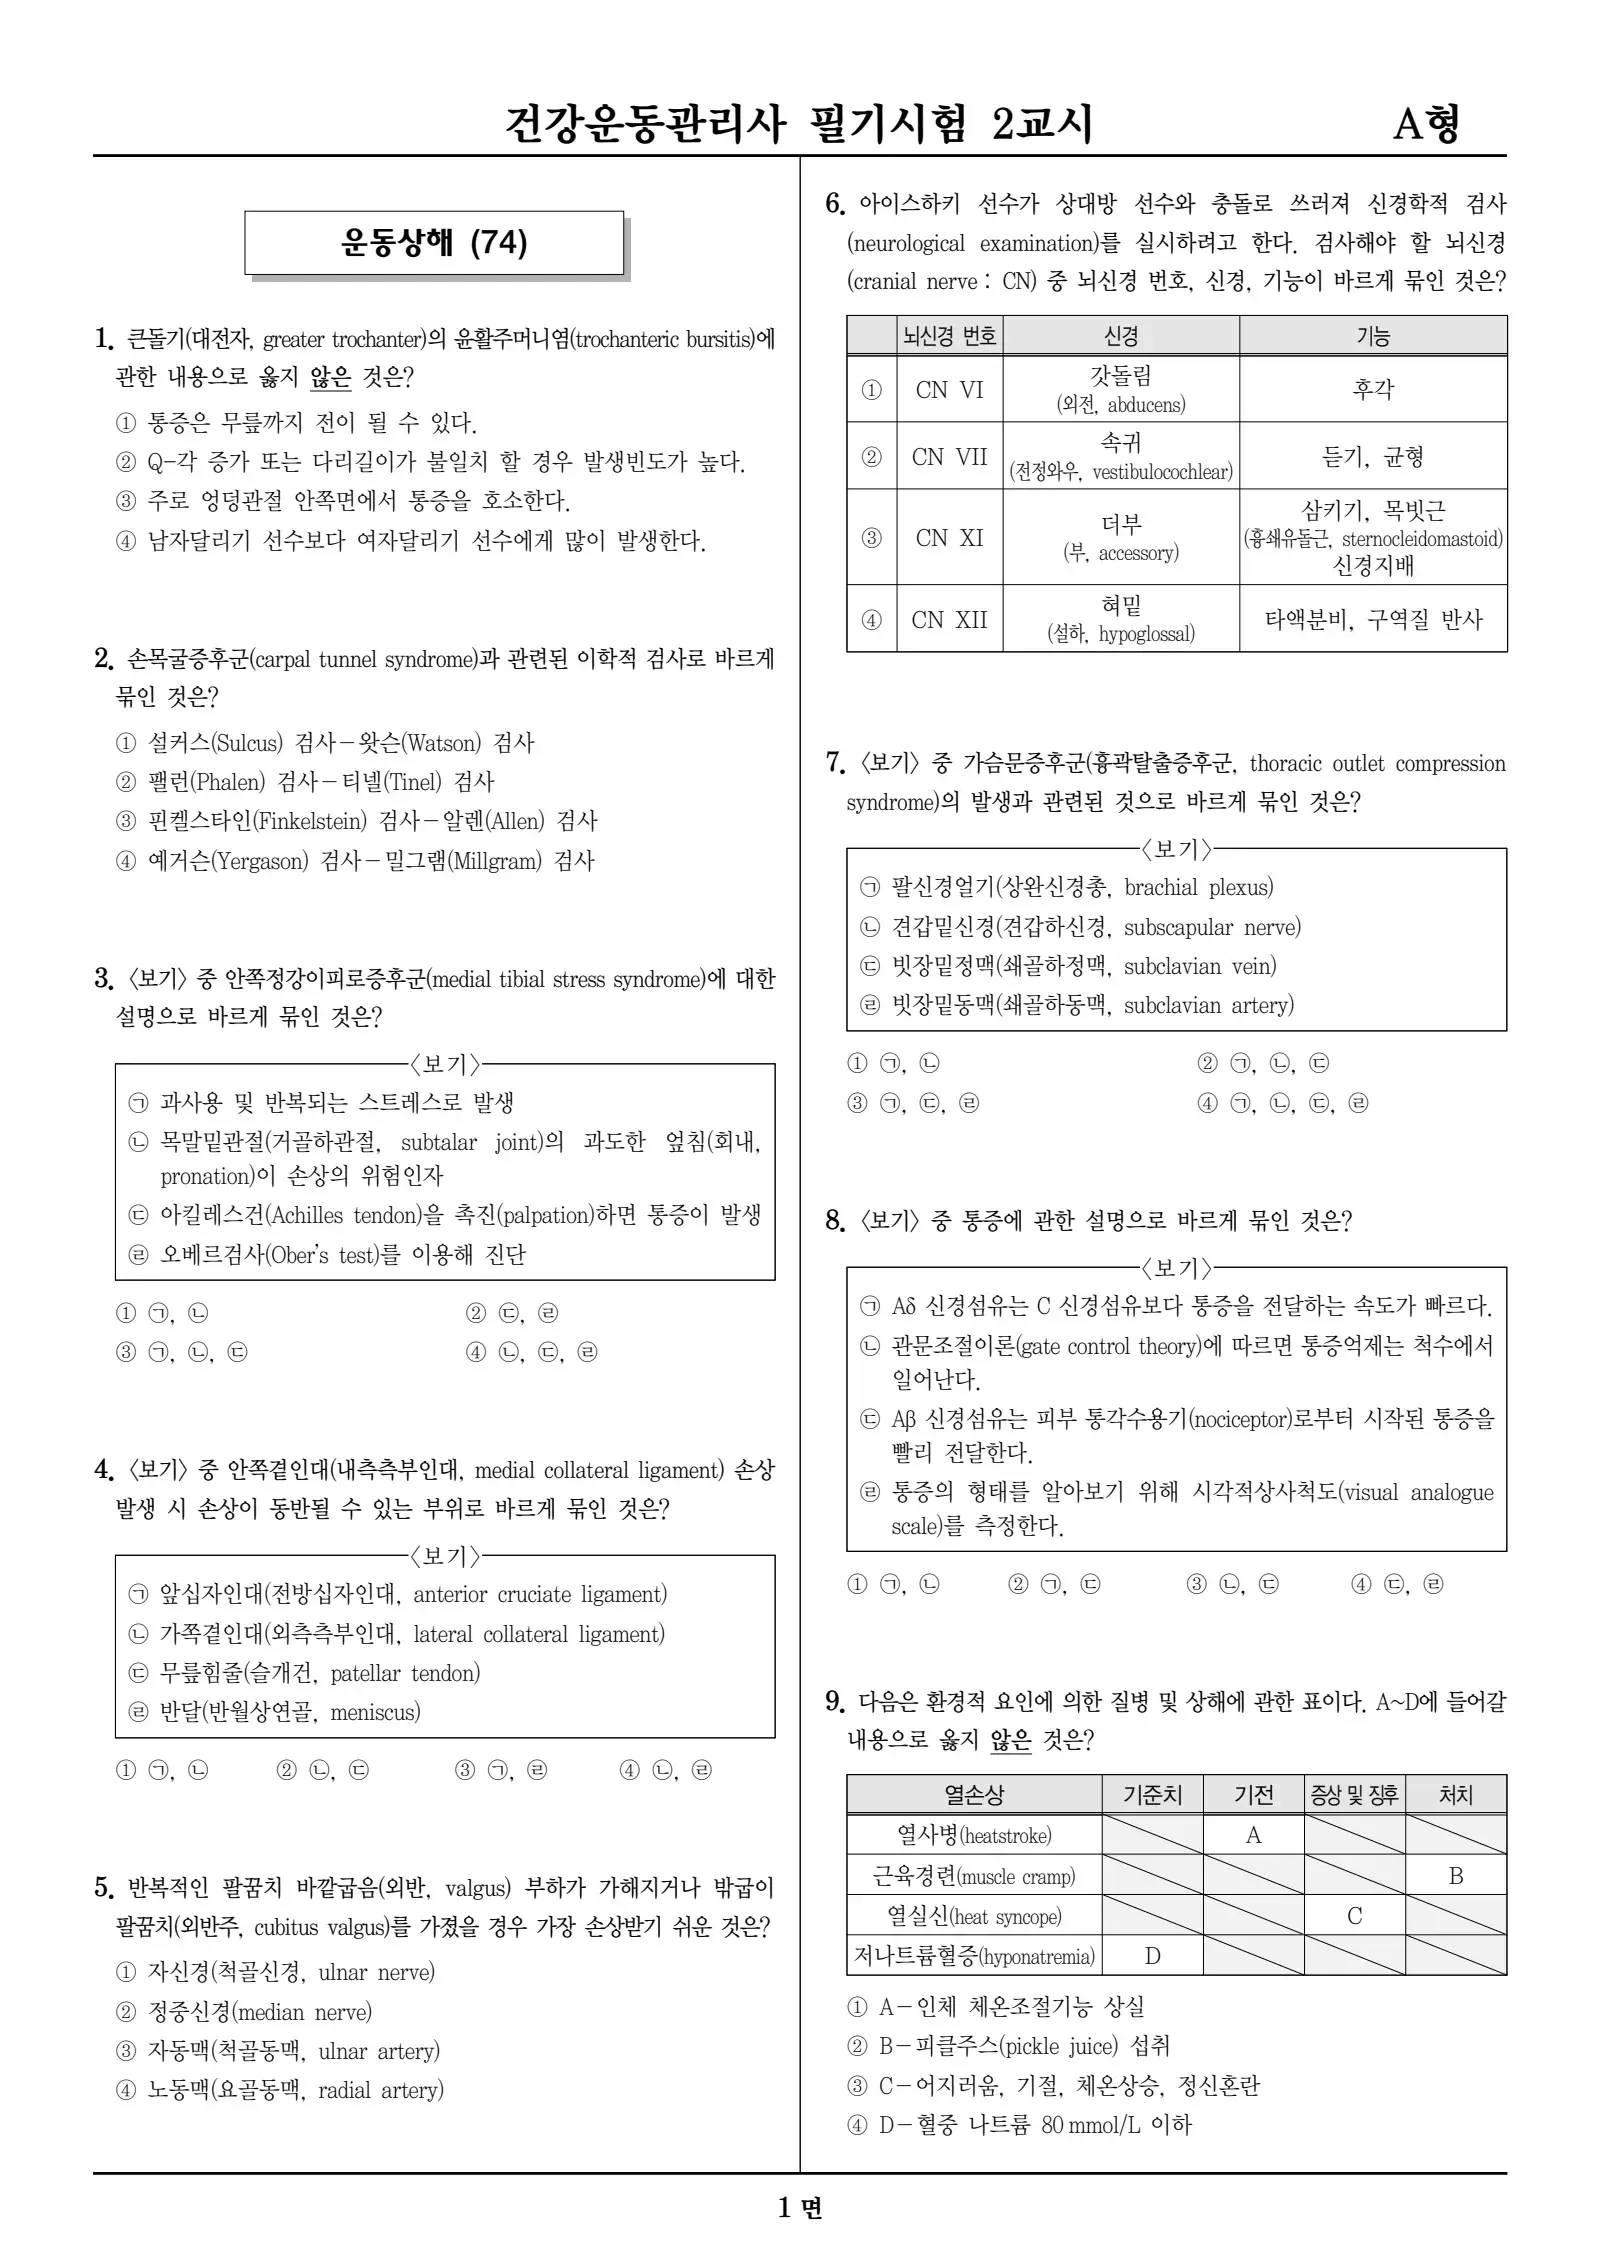 건강운동관리사 필기시험 2교시
A형
운동상해 (74)
1. 큰돌기(대전자, greater trochanter)의 윤활주머니염(trochanteric bursitis)에
관한 내용으로 옳지 않은 것은?
① 통증은 무릎까지 전이 될 수 있다.
② Q-각 증가 또는 다리길이가 불일치 할 경우 발생빈도가 높다.
③ 주로 엉덩관절 안쪽면에서 통증을 호소한다.
④ 남자달리기 선수보다 여자달리기 선수에게 많이 발생한다.
2. 손목굴증후군(carpal tunnel syndrome)과 관련된 이학적 검사로 바르게
묶인 것은?
① 설커스(Sulcus) 검사-왓슨(Watson) 검사
② 팰런(Phalen) 검사-티넬(Tinel) 검사
③ 핀켈스타인(Finkelstein) 검사-알렌(Allen) 검사
④ 예거슨(Yergason) 검사-밀그램(Millgram) 검사
3. 〈보기〉 중 안쪽정강이피로증후군(medial tibial stress syndrome)에 대한
설명으로 바르게 묶인 것은?
〈보기〉
㉠ 과사용 및 반복되는 스트레스로 발생
㉡ 목말밑관절(거골하관절, subtalar joint)의 과도한 엎침(회내,
pronation)이 손상의 위험인자
㉢ 아킬레스건(Achilles tendon)을 촉진(palpation)하면 통증이 발생
㉣ 오베르검사(Ober's test)를 이용해 진단
① ㉠, ㉡ ② ㉢, ㉣
③ ㉠, ㉡, ㉢ ④ ㉡, ㉢, ㉣
4. 〈보기〉 중 안쪽곁인대(내측측부인대, medial collateral ligament) 손상
발생 시 손상이 동반될 수 있는 부위로 바르게 묶인 것은?
〈보기〉
㉠ 앞십자인대(전방십자인대, anterior cruciate ligament)
㉡ 가쪽곁인대(외측측부인대, lateral collateral ligament)
㉢ 무릎힘줄(슬개건, patellar tendon)
㉣ 반달(반월상연골, meniscus)
① ㉠, ㉡ ② ㉡, ㉢ ③ ㉠, ㉣ ④ ㉡, ㉣
5. 반복적인 팔꿈치 바깥굽음(외반, valgus) 부하가 가해지거나 밖굽이
팔꿈치(외반주, cubitus valgus)를 가졌을 경우 가장 손상받기 쉬운 것은?
① 자신경(척골신경, ulnar nerve)
② 정중신경(median nerve)
③ 자동맥(척골동맥, ulnar artery)
④ 노동맥(요골동맥, radial artery)
6. 아이스하키 선수가 상대방 선수와 충돌로 쓰러져 신경학적 검사
(neurological examination)를 실시하려고 한다. 검사해야 할 뇌신경
(cranial nerve : CN) 중 뇌신경 번호, 신경, 기능이 바르게 묶인 것은?
뇌신경 번호 신경 기능
① CN VI 갓돌림 (외전, abducens) 후각
② CN VII 속귀 (전정와우, vestibulocochlear) 듣기, 균형
③ CN XI 더부 (부, accessory) 삼키기, 목빗근 (흉쇄유돌근, sternocleidomastoid) 신경지배
④ CN XII 혀밑 (설하, hypoglossal) 타액분비, 구역질 반사
7. 〈보기〉 중 가슴문증후군(흉곽탈출증후군, thoracic outlet compression
syndrome)의 발생과 관련된 것으로 바르게 묶인 것은?
〈보기〉
㉠ 팔신경얼기(상완신경총, brachial plexus)
㉡ 견갑밑신경(견갑하신경, subscapular nerve)
㉢ 빗장밑정맥(쇄골하정맥, subclavian vein)
㉣ 빗장밑동맥(쇄골하동맥, subclavian artery)
① ㉠, ㉡ ② ㉠, ㉡, ㉢
③ ㉠, ㉢, ㉣ ④ ㉠, ㉡, ㉢, ㉣
8. 〈보기〉 중 통증에 관한 설명으로 바르게 묶인 것은?
〈보기〉
㉠ Aδ 신경섬유는 C 신경섬유보다 통증을 전달하는 속도가 빠르다.
㉡ 관문조절이론(gate control theory)에 따르면 통증억제는 척수에서
일어난다.
㉢ Aβ 신경섬유는 피부 통각수용기(nociceptor)로부터 시작된 통증을
빨리 전달한다.
㉣ 통증의 형태를 알아보기 위해 시각적상사척도(visual analogue
scale)를 측정한다.
① ㉠, ㉡ ② ㉠, ㉢ ③ ㉡, ㉢ ④ ㉢, ㉣
9. 다음은 환경적 요인에 의한 질병 및 상해에 관한 표이다. A~D에 들어갈
내용으로 옳지 않은 것은?
열손상 기준치 기전 증상 및 징후 처치
열사병(heatstroke) A
근육경련(muscle cramp) B
열실신(heat syncope) C
저나트륨혈증(hyponatremia) D
① A-인체 체온조절기능 상실
② B-피클주스(pickle juice) 섭취
③ C-어지러움, 기절, 체온상승, 정신혼란
④ D-혈중 나트륨 80 mmol/L 이하
1 면